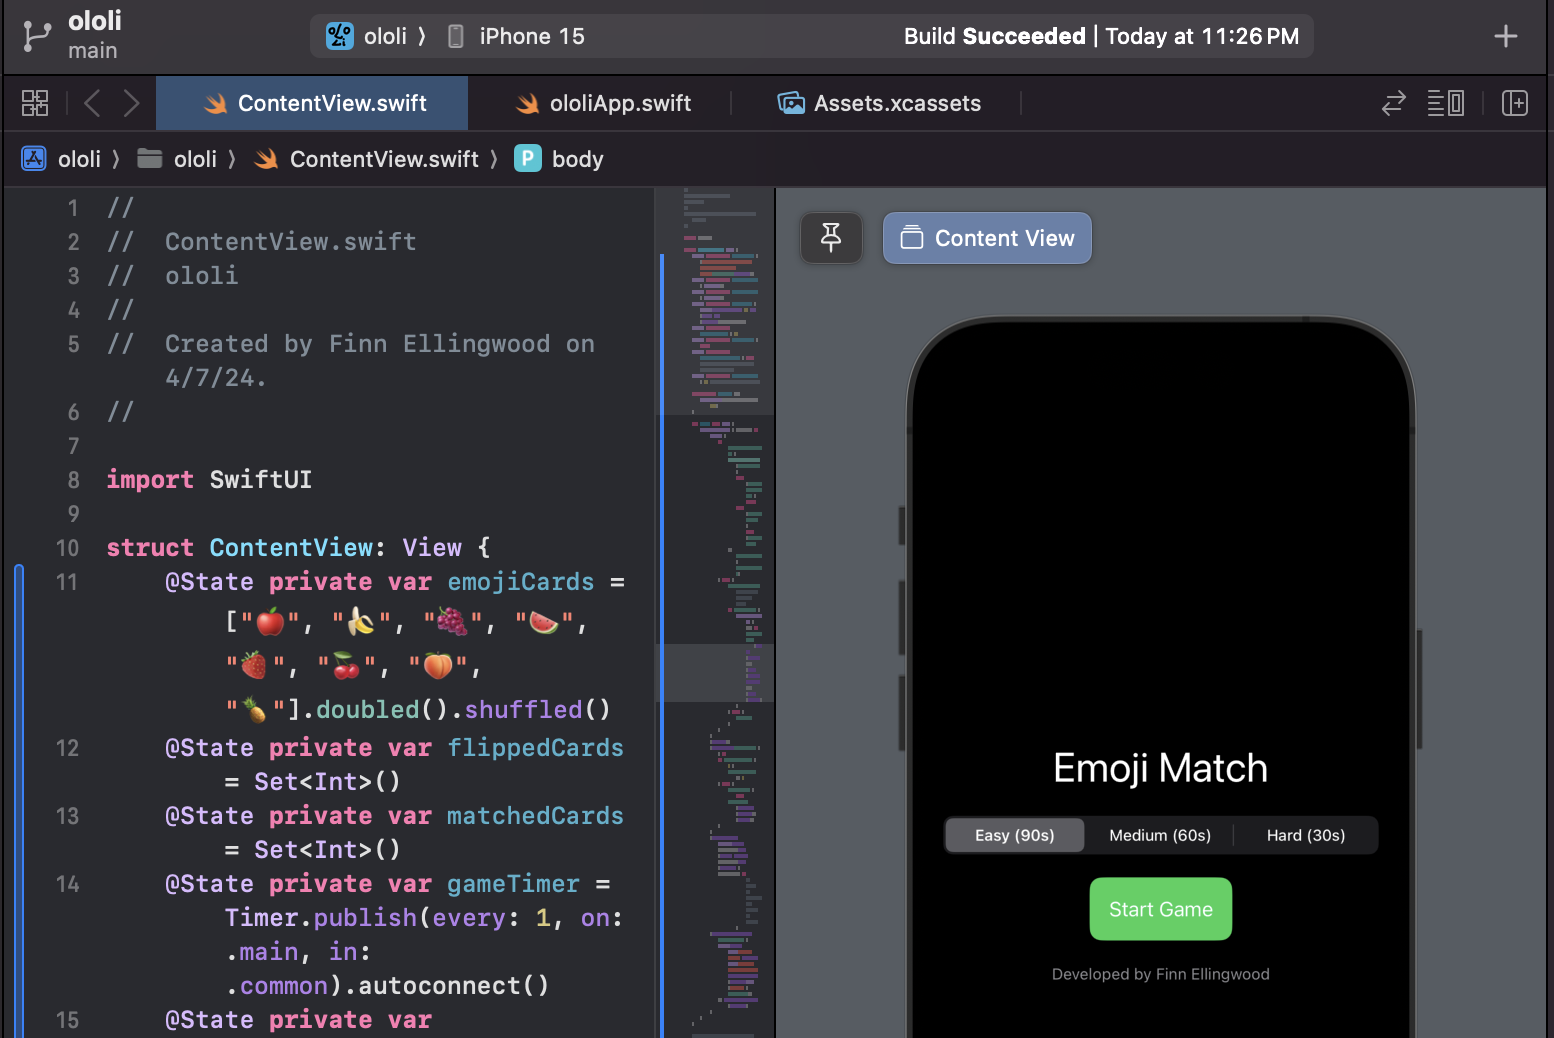 ololi
main
ololi 〉 iPhone 15
Build Succeeded | Today at 11:26 PM
ContentView.swift
ololiApp.swift
Assets.xcassets
ololi 〉 ololi 〉 ContentView.swift 〉 P body
1 //
2 //  ContentView.swift
3 //  ololi
4 //
5 //  Created by Finn Ellingwood on
4/7/24.
6 //
7
8 import SwiftUI
9
10 struct ContentView: View {
11 @State private var emojiCards =
["🍎", "🍌", "🍇", "🍉",
"🍓", "🍒", "🍑",
"🍍"].doubled().shuffled()
12 @State private var flippedCards
= Set<Int>()
13 @State private var matchedCards
= Set<Int>()
14 @State private var gameTimer =
Timer.publish(every: 1, on:
.main, in:
.common).autoconnect()
15 @State private var
Content View
Emoji Match
Easy (90s)
Medium (60s)
Hard (30s)
Start Game
Developed by Finn Ellingwood